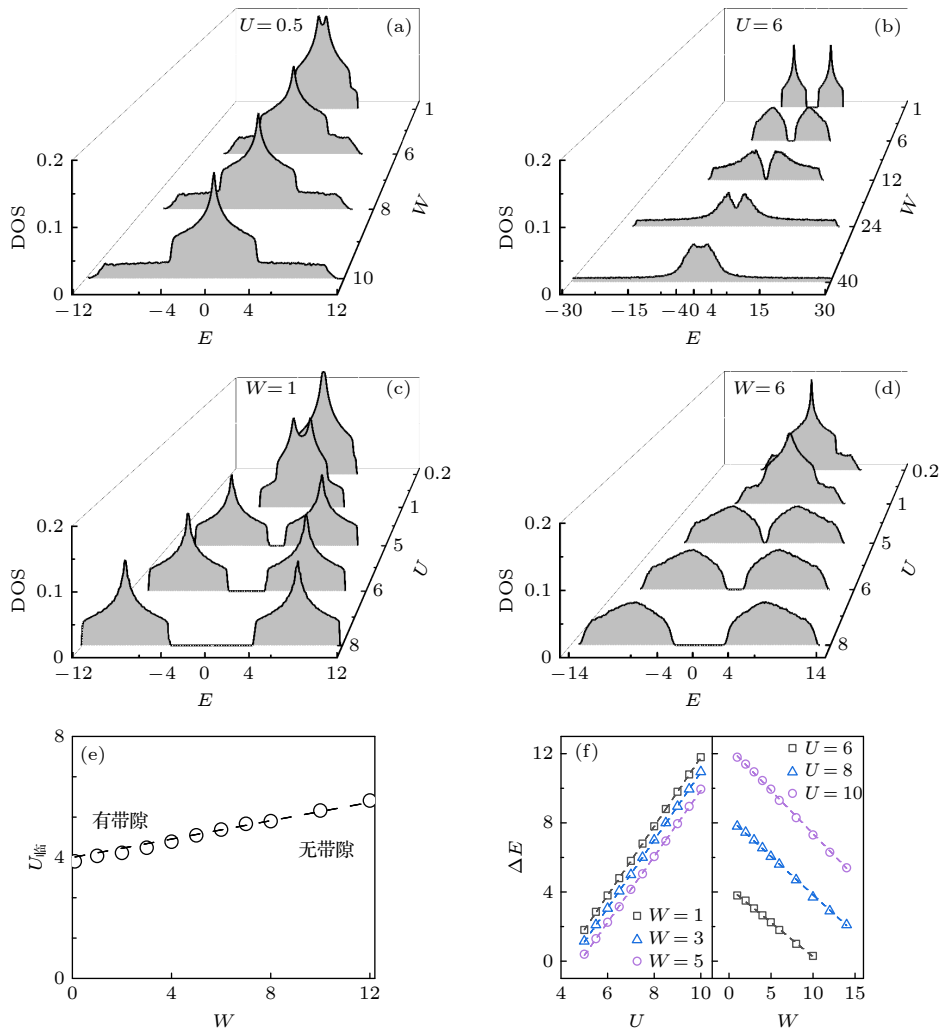 U = 0.5
(a)
1
6
8
10
W
0.2
0.1
0
DOS
−12
−4
0
4
12
E
U = 6
(b)
1
6
12
24
40
W
0.2
0.1
0
DOS
−30
−15
−4 0 4
15
30
E
W = 1
(c)
0.2
1
5
6
8
U
0.2
0.1
0
DOS
−12
−4
0
4
12
E
W = 6
(d)
0.2
1
5
6
8
U
0.2
0.1
0
DOS
−14
−4
0
4
14
E
(e)
8
4
0
U临
有带隙
无带隙
0
4
8
12
W
(f)
12
8
4
0
ΔE
W = 1
W = 3
W = 5
4
6
8
10
U
U = 6
U = 8
U = 10
0
5
10
15
W